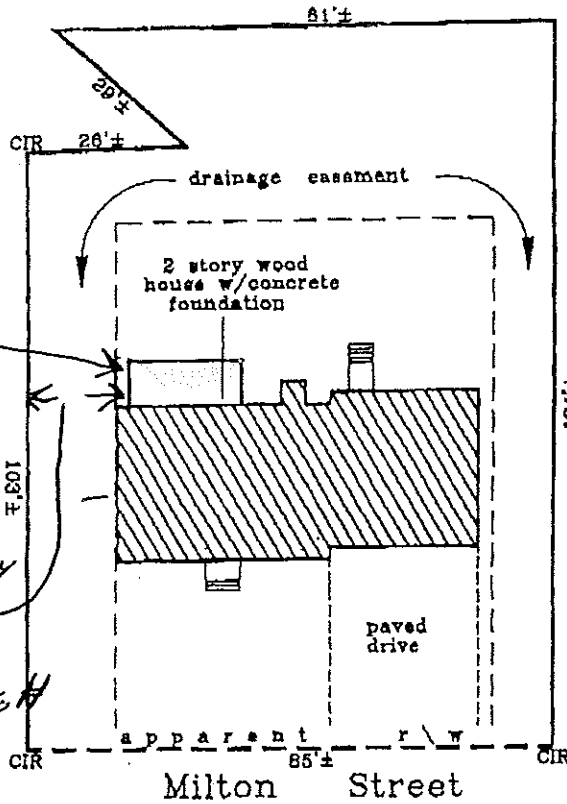 81'±
29'±
CIR 26'±
drainage easement
2 story wood
house w/concrete
foundation
103'±
paved
drive
apparent r\w
CIR 85'± CIR
Milton Street